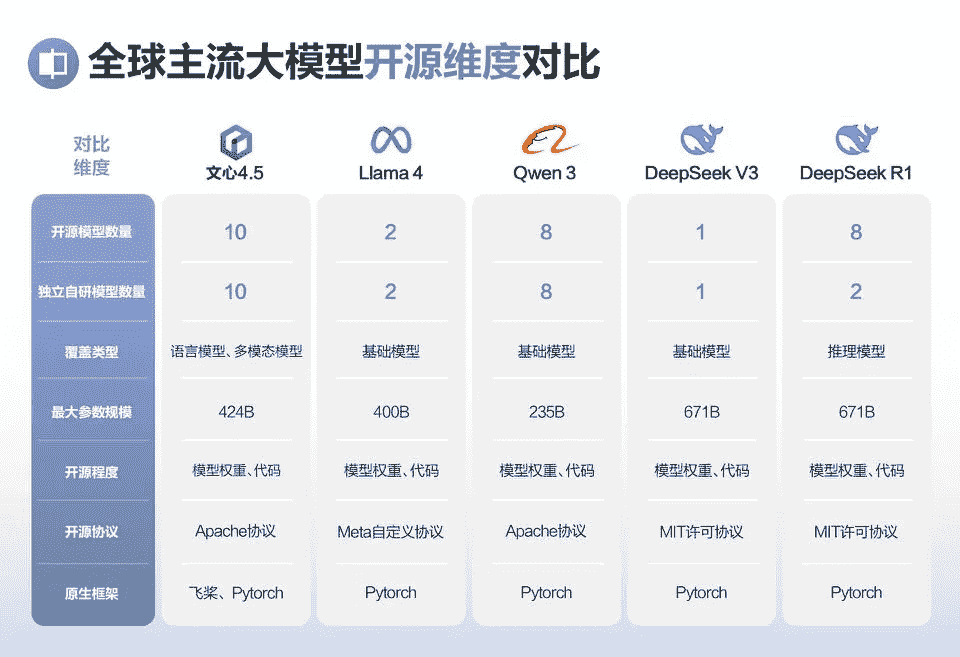 全球主流大模型开源维度对比
对比
维度
文心4.5
Llama 4
Qwen 3
DeepSeek V3
DeepSeek R1
开源模型数量
10
2
8
1
8
独立自研模型数量
10
2
8
1
2
覆盖类型
语言模型、多模态模型
基础模型
基础模型
基础模型
推理模型
最大参数规模
424B
400B
235B
671B
671B
开源程度
模型权重、代码
模型权重、代码
模型权重、代码
模型权重、代码
模型权重、代码
开源协议
Apache协议
Meta自定义协议
Apache协议
MIT许可协议
MIT许可协议
原生框架
飞桨、Pytorch
Pytorch
Pytorch
Pytorch
Pytorch